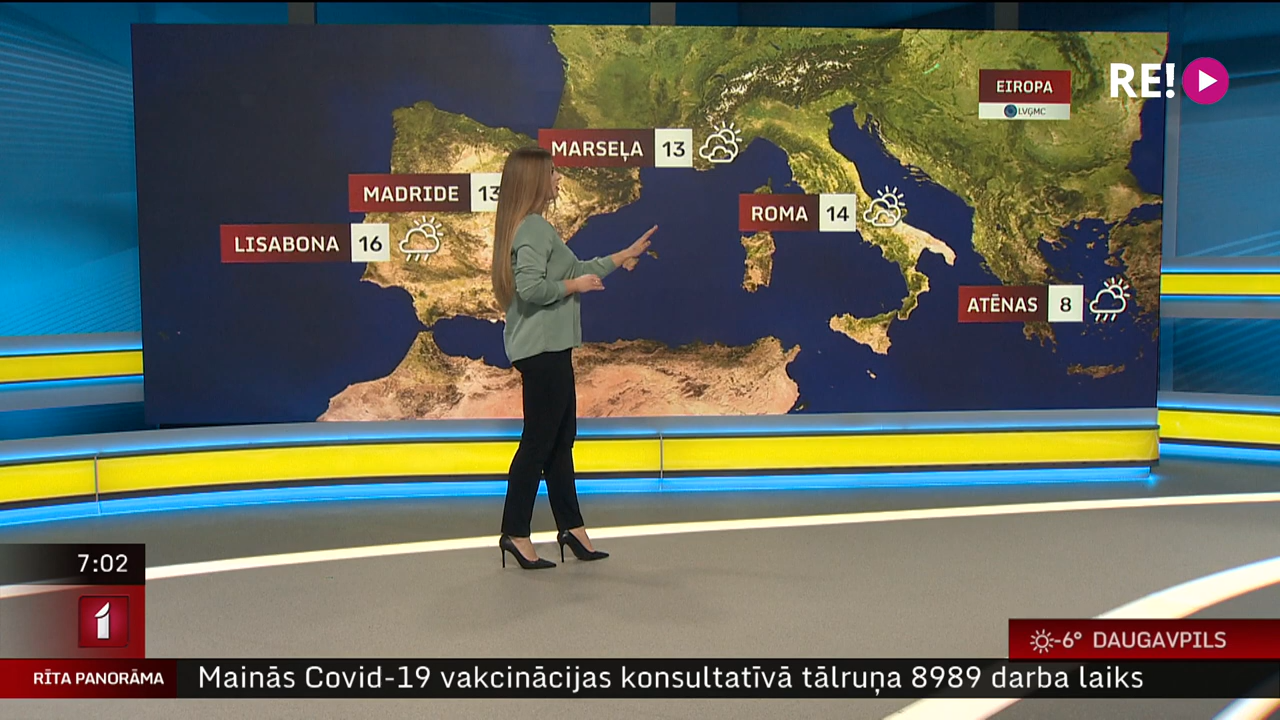 RE!
EIROPA
LVĢMC
MARSEĻA 13
MADRIDE 13
ROMA 14
LISABONA 16
ATĒNAS 8
7:02
1
-6° DAUGAVPILS
RĪTA PANORĀMA
Mainās Covid-19 vakcinācijas konsultatīvā tālruņa 8989 darba laiks